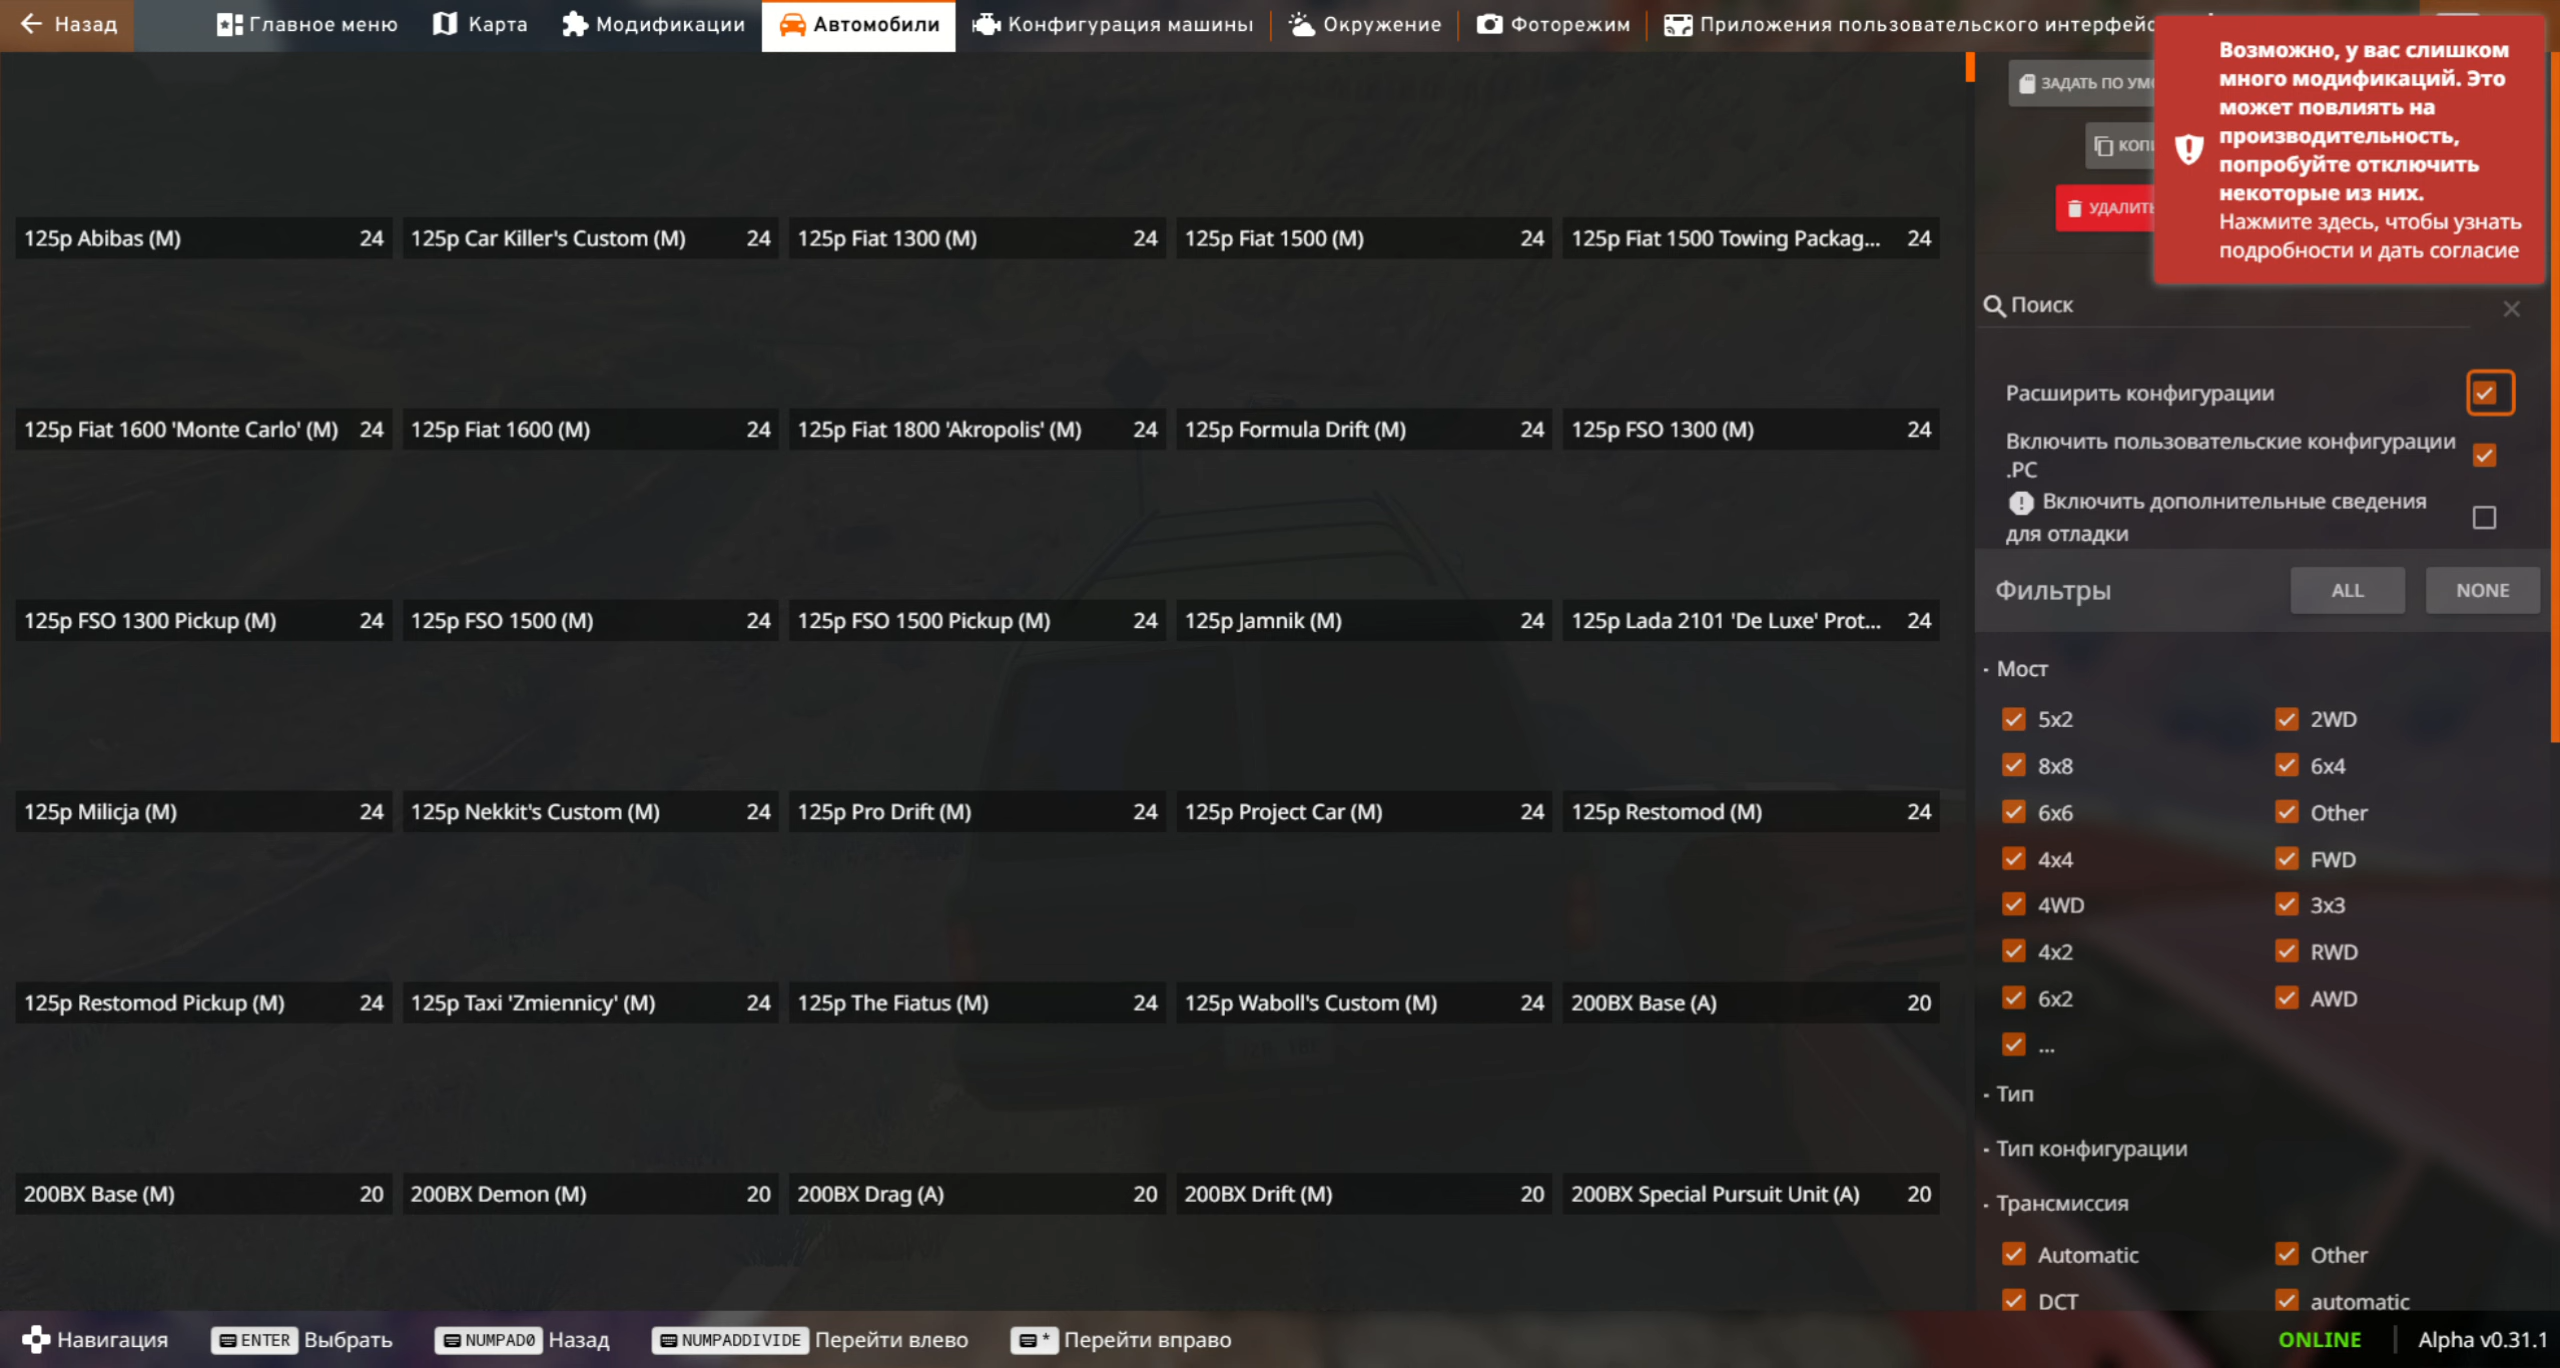 Назад
Главное меню
Карта
Модификации
Автомобили
Конфигурация машины
Окружение
Фоторежим
Приложения пользовательского интерфейс
Возможно, у вас слишком
много модификаций. Это
может повлиять на
производительность,
попробуйте отключить
некоторые из них.
Нажмите здесь, чтобы узнать
подробности и дать согласие
ЗАДАТЬ ПО УМО
КОПИ
УДАЛИТЬ
125p Abibas (M) 24
125p Car Killer's Custom (M) 24
125p Fiat 1300 (M) 24
125p Fiat 1500 (M) 24
125p Fiat 1500 Towing Packag... 24
125p Fiat 1600 'Monte Carlo' (M) 24
125p Fiat 1600 (M) 24
125p Fiat 1800 'Akropolis' (M) 24
125p Formula Drift (M) 24
125p FSO 1300 (M) 24
125p FSO 1300 Pickup (M) 24
125p FSO 1500 (M) 24
125p FSO 1500 Pickup (M) 24
125p Jamnik (M) 24
125p Lada 2101 'De Luxe' Prot... 24
125p Milicja (M) 24
125p Nekkit's Custom (M) 24
125p Pro Drift (M) 24
125p Project Car (M) 24
125p Restomod (M) 24
125p Restomod Pickup (M) 24
125p Taxi 'Zmiennicy' (M) 24
125p The Fiatus (M) 24
125p Waboll's Custom (M) 24
200BX Base (A) 20
200BX Base (M) 20
200BX Demon (M) 20
200BX Drag (A) 20
200BX Drift (M) 20
200BX Special Pursuit Unit (A) 20
Поиск
Расширить конфигурации
Включить пользовательские конфигурации
.PC
Включить дополнительные сведения
для отладки
Фильтры
ALL
NONE
- Мост
5x2
2WD
8x8
6x4
6x6
Other
4x4
FWD
4WD
3x3
4x2
RWD
6x2
AWD
...
- Тип
- Тип конфигурации
- Трансмиссия
Automatic
Other
DCT
automatic
Навигация
ENTER Выбрать
NUMPAD0 Назад
NUMPADDIVIDE Перейти влево
* Перейти вправо
ONLINE
Alpha v0.31.1